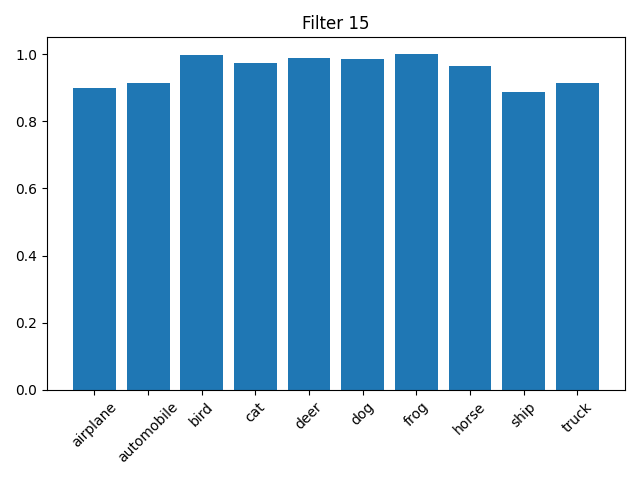 Filter 15
1.0
0.8
0.6
0.4
0.2
0.0
airplane
automobile
bird
cat
deer
dog
frog
horse
ship
truck